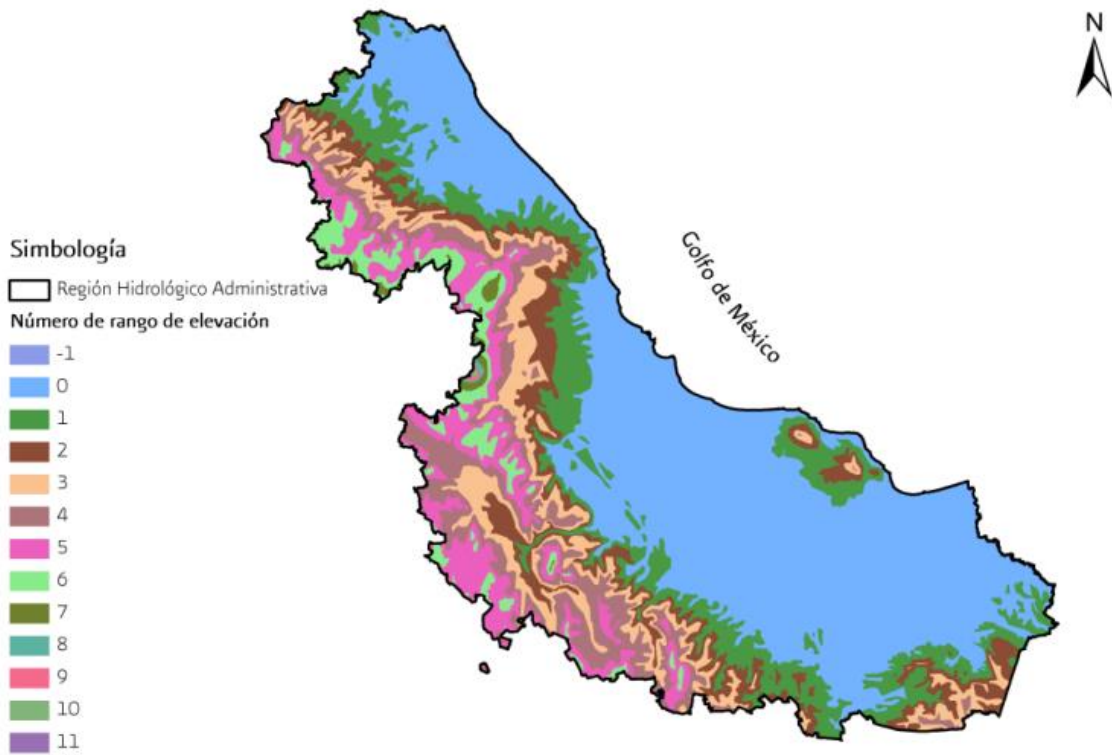 N
Golfo de México
Simbología
Región Hidrológico Administrativa
Número de rango de elevación
-1
0
1
2
3
4
5
6
7
8
9
10
11